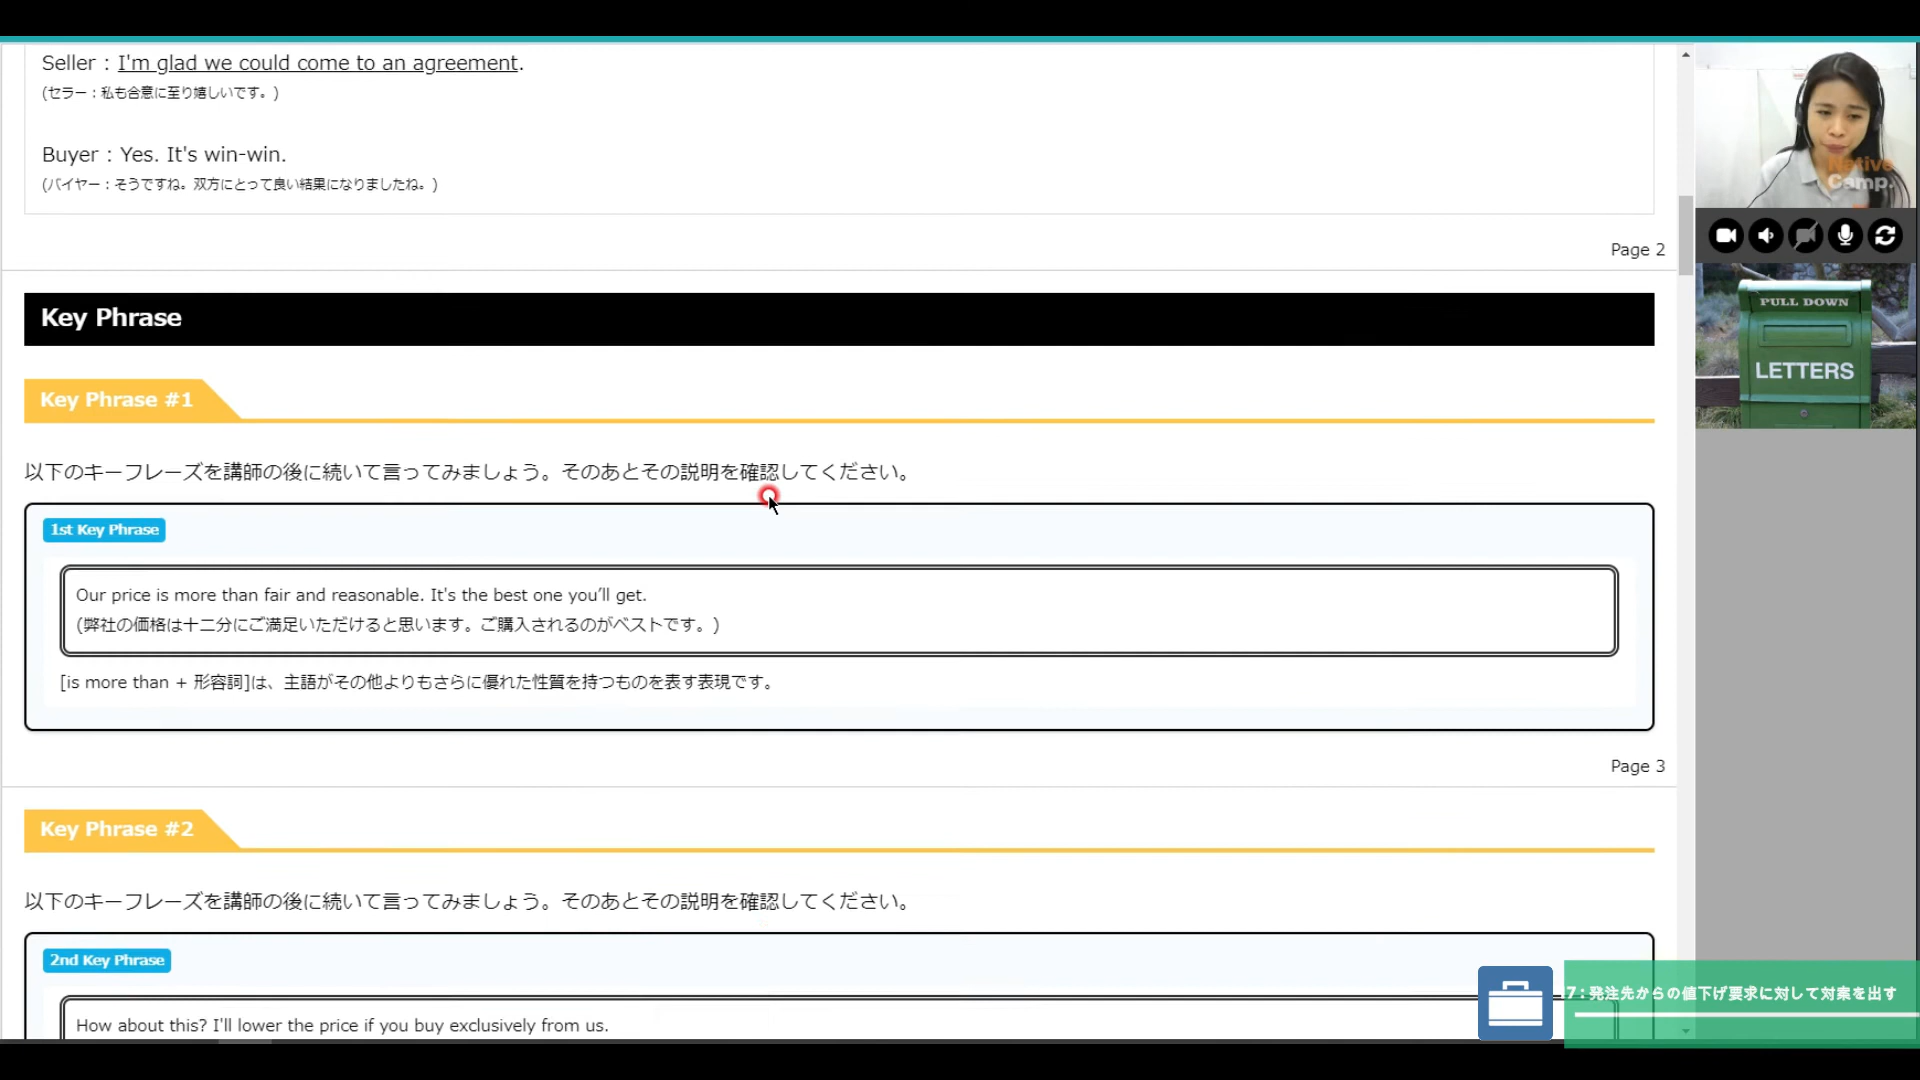 Seller : I'm glad we could come to an agreement.
(セラー：私も合意に至り嬉しいです。)
Buyer : Yes. It's win-win.
(バイヤー：そうですね。双方にとって良い結果になりましたね。)
Page 2
Key Phrase
Key Phrase #1
以下のキーフレーズを講師の後に続いて言ってみましょう。そのあとその説明を確認してください。
1st Key Phrase
Our price is more than fair and reasonable. It's the best one you’ll get.
(弊社の価格は十二分にご満足いただけると思います。ご購入されるのがベストです。)
[is more than + 形容詞]は、主語がその他よりもさらに優れた性質を持つものを表す表現です。
Page 3
Key Phrase #2
以下のキーフレーズを講師の後に続いて言ってみましょう。そのあとその説明を確認してください。
2nd Key Phrase
How about this? I'll lower the price if you buy exclusively from us.
Native
Camp.
PULL DOWN
LETTERS
7：発注先からの値下げ要求に対して対案を出す